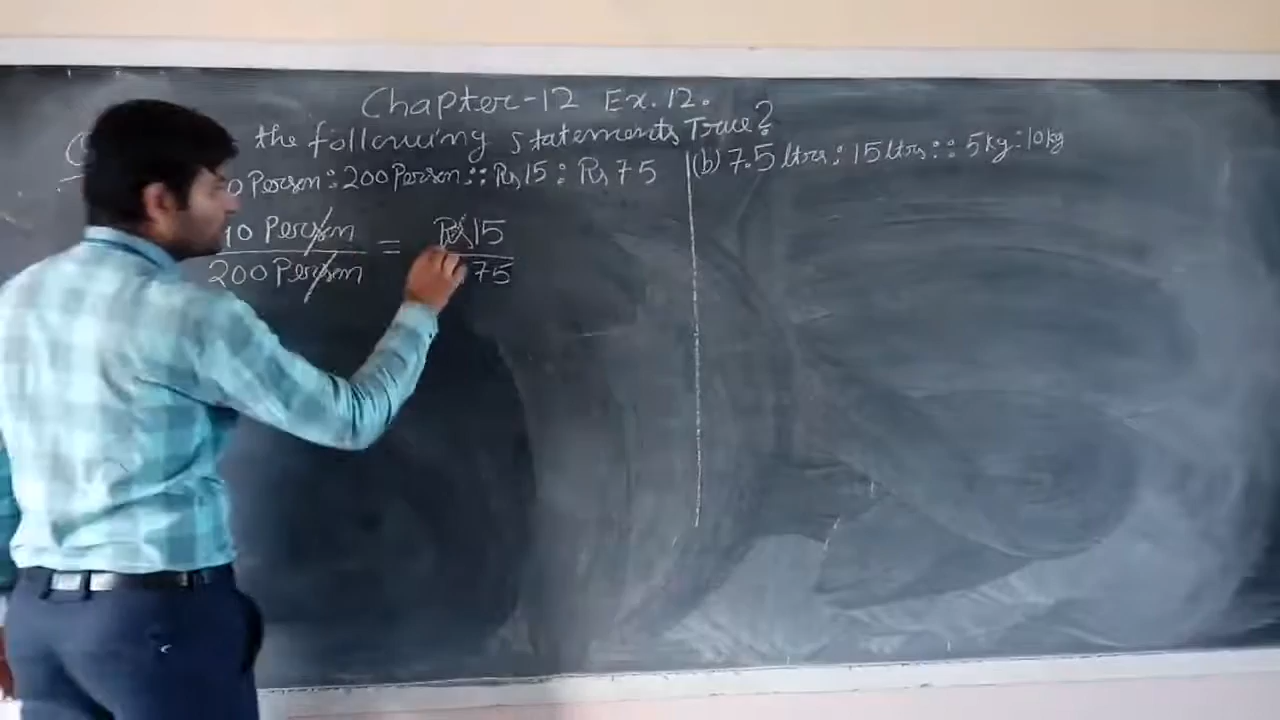 Chapter-12 Ex. 12.
the following statements True?
0 Person : 200 Person :: Rs 15 : Rs 75
(b) 7.5 ltrs : 15 ltrs :: 5 kg : 10 kg
40 Person = Rs 15
200 Person 75